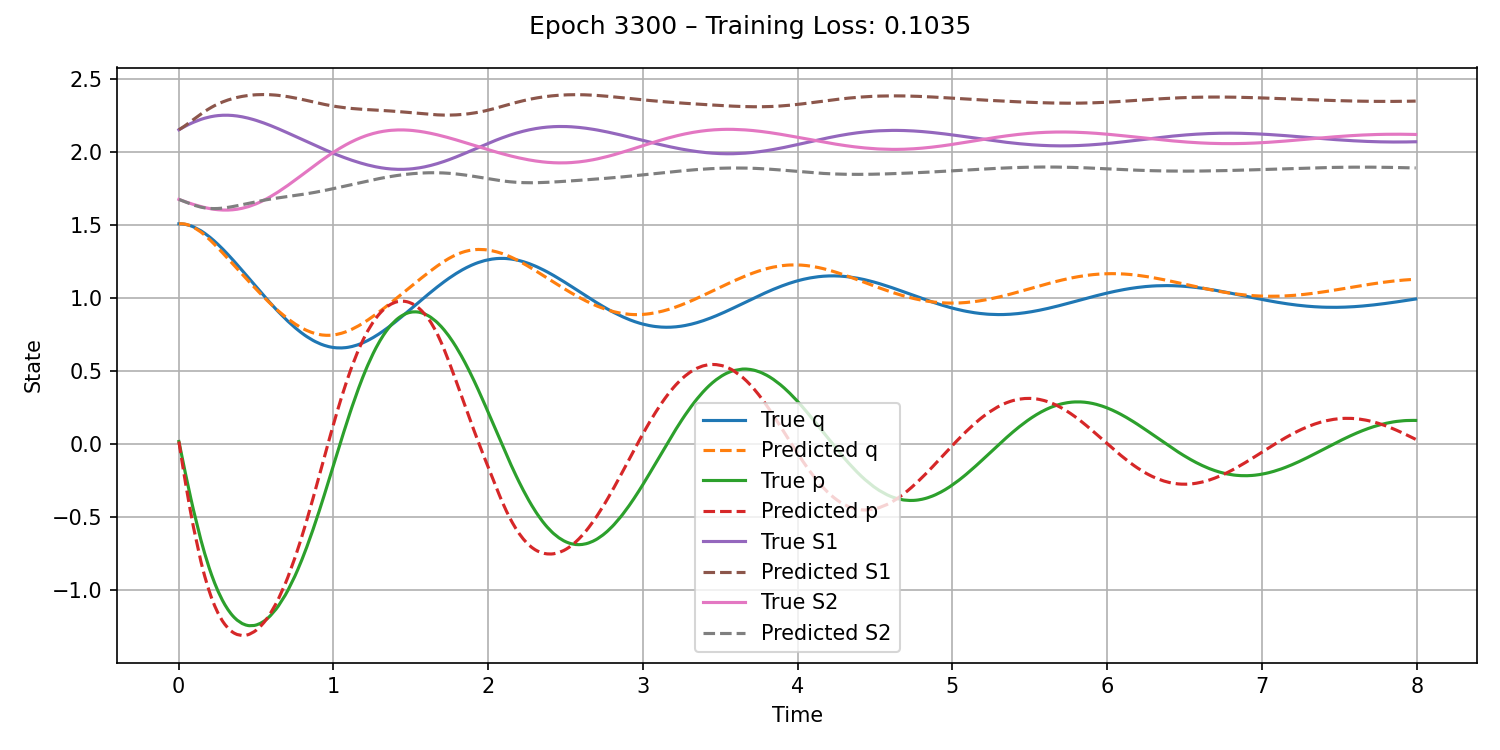 Epoch 3300 – Training Loss: 0.1035
2.5
2.0
1.5
1.0
0.5
0.0
−0.5
−1.0
State
True q
Predicted q
True p
Predicted p
True S1
Predicted S1
True S2
Predicted S2
0 1 2 3 4 5 6 7 8
Time